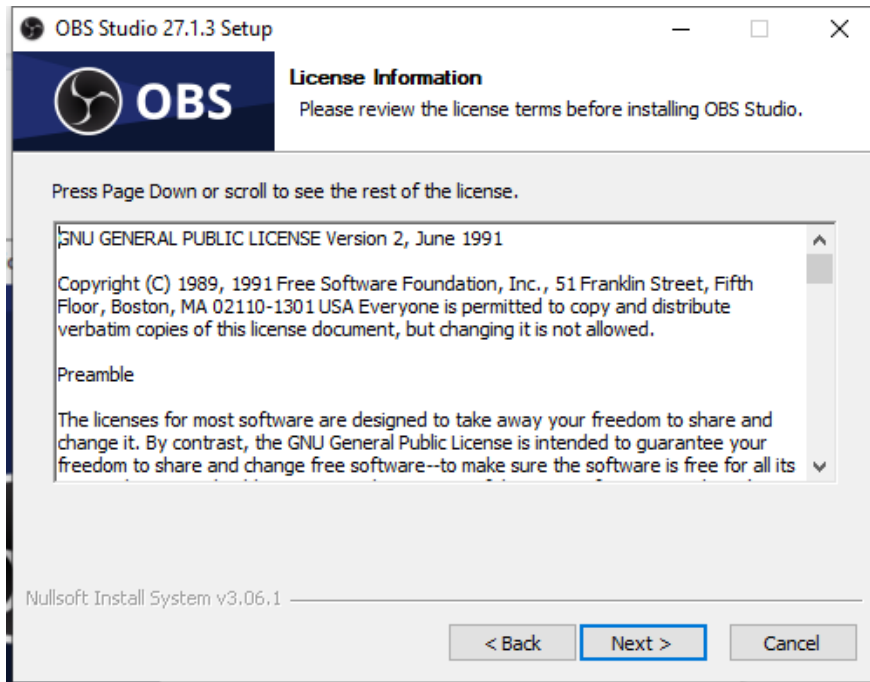 OBS Studio 27.1.3 Setup
OBS
License Information
Please review the license terms before installing OBS Studio.
Press Page Down or scroll to see the rest of the license.
GNU GENERAL PUBLIC LICENSE Version 2, June 1991
Copyright (C) 1989, 1991 Free Software Foundation, Inc., 51 Franklin Street, Fifth
Floor, Boston, MA 02110-1301 USA Everyone is permitted to copy and distribute
verbatim copies of this license document, but changing it is not allowed.
Preamble
The licenses for most software are designed to take away your freedom to share and
change it. By contrast, the GNU General Public License is intended to guarantee your
freedom to share and change free software--to make sure the software is free for all its
Nullsoft Install System v3.06.1
< Back
Next >
Cancel